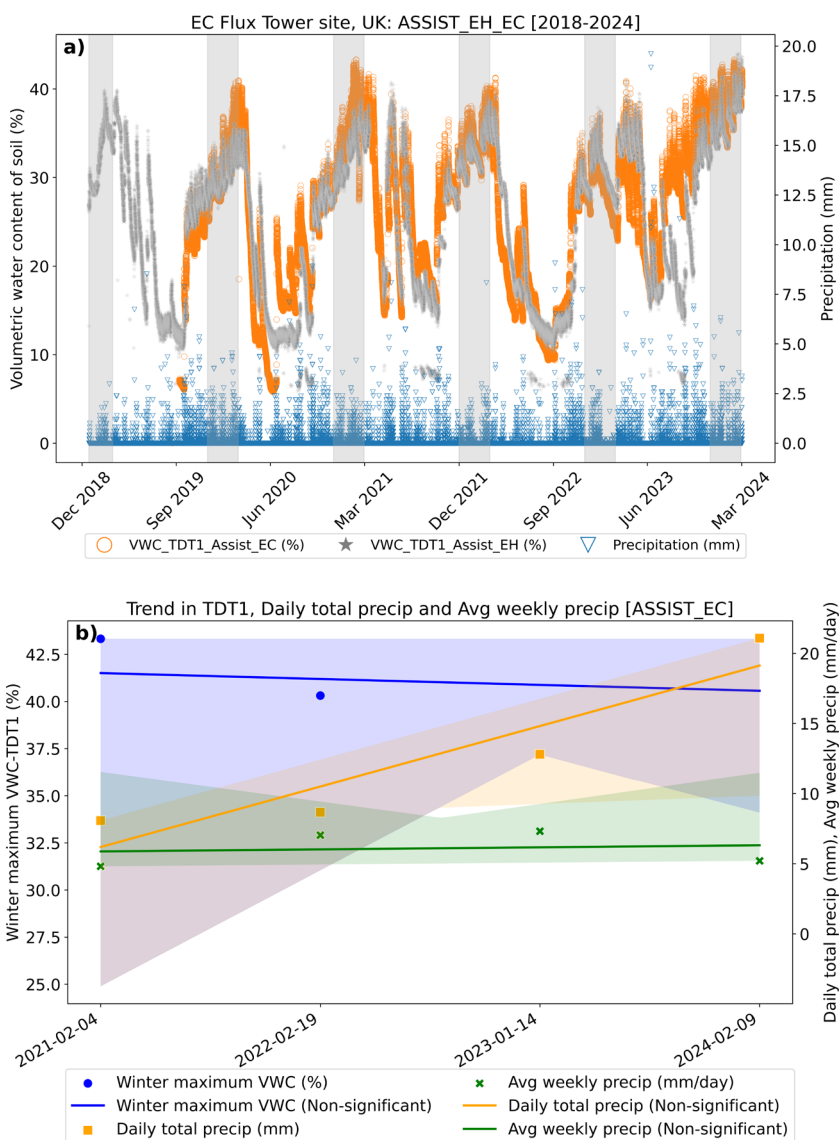 EC Flux Tower site, UK: ASSIST_EH_EC [2018-2024]
a)
Volumetric water content of soil (%)
40
30
20
10
0
20.0
17.5
15.0
12.5
10.0
7.5
5.0
2.5
0.0
Precipitation (mm)
Dec 2018
Sep 2019
Jun 2020
Mar 2021
Dec 2021
Sep 2022
Jun 2023
Mar 2024
VWC_TDT1_Assist_EC (%)
VWC_TDT1_Assist_EH (%)
Precipitation (mm)
Trend in TDT1, Daily total precip and Avg weekly precip [ASSIST_EC]
b)
Winter maximum VWC-TDT1 (%)
42.5
40.0
37.5
35.0
32.5
30.0
27.5
25.0
20
15
10
5
0
Daily total precip (mm), Avg weekly precip (mm/day)
2021-02-04
2022-02-19
2023-01-14
2024-02-09
Winter maximum VWC (%)
Winter maximum VWC (Non-significant)
Daily total precip (mm)
Avg weekly precip (mm/day)
Daily total precip (Non-significant)
Avg weekly precip (Non-significant)